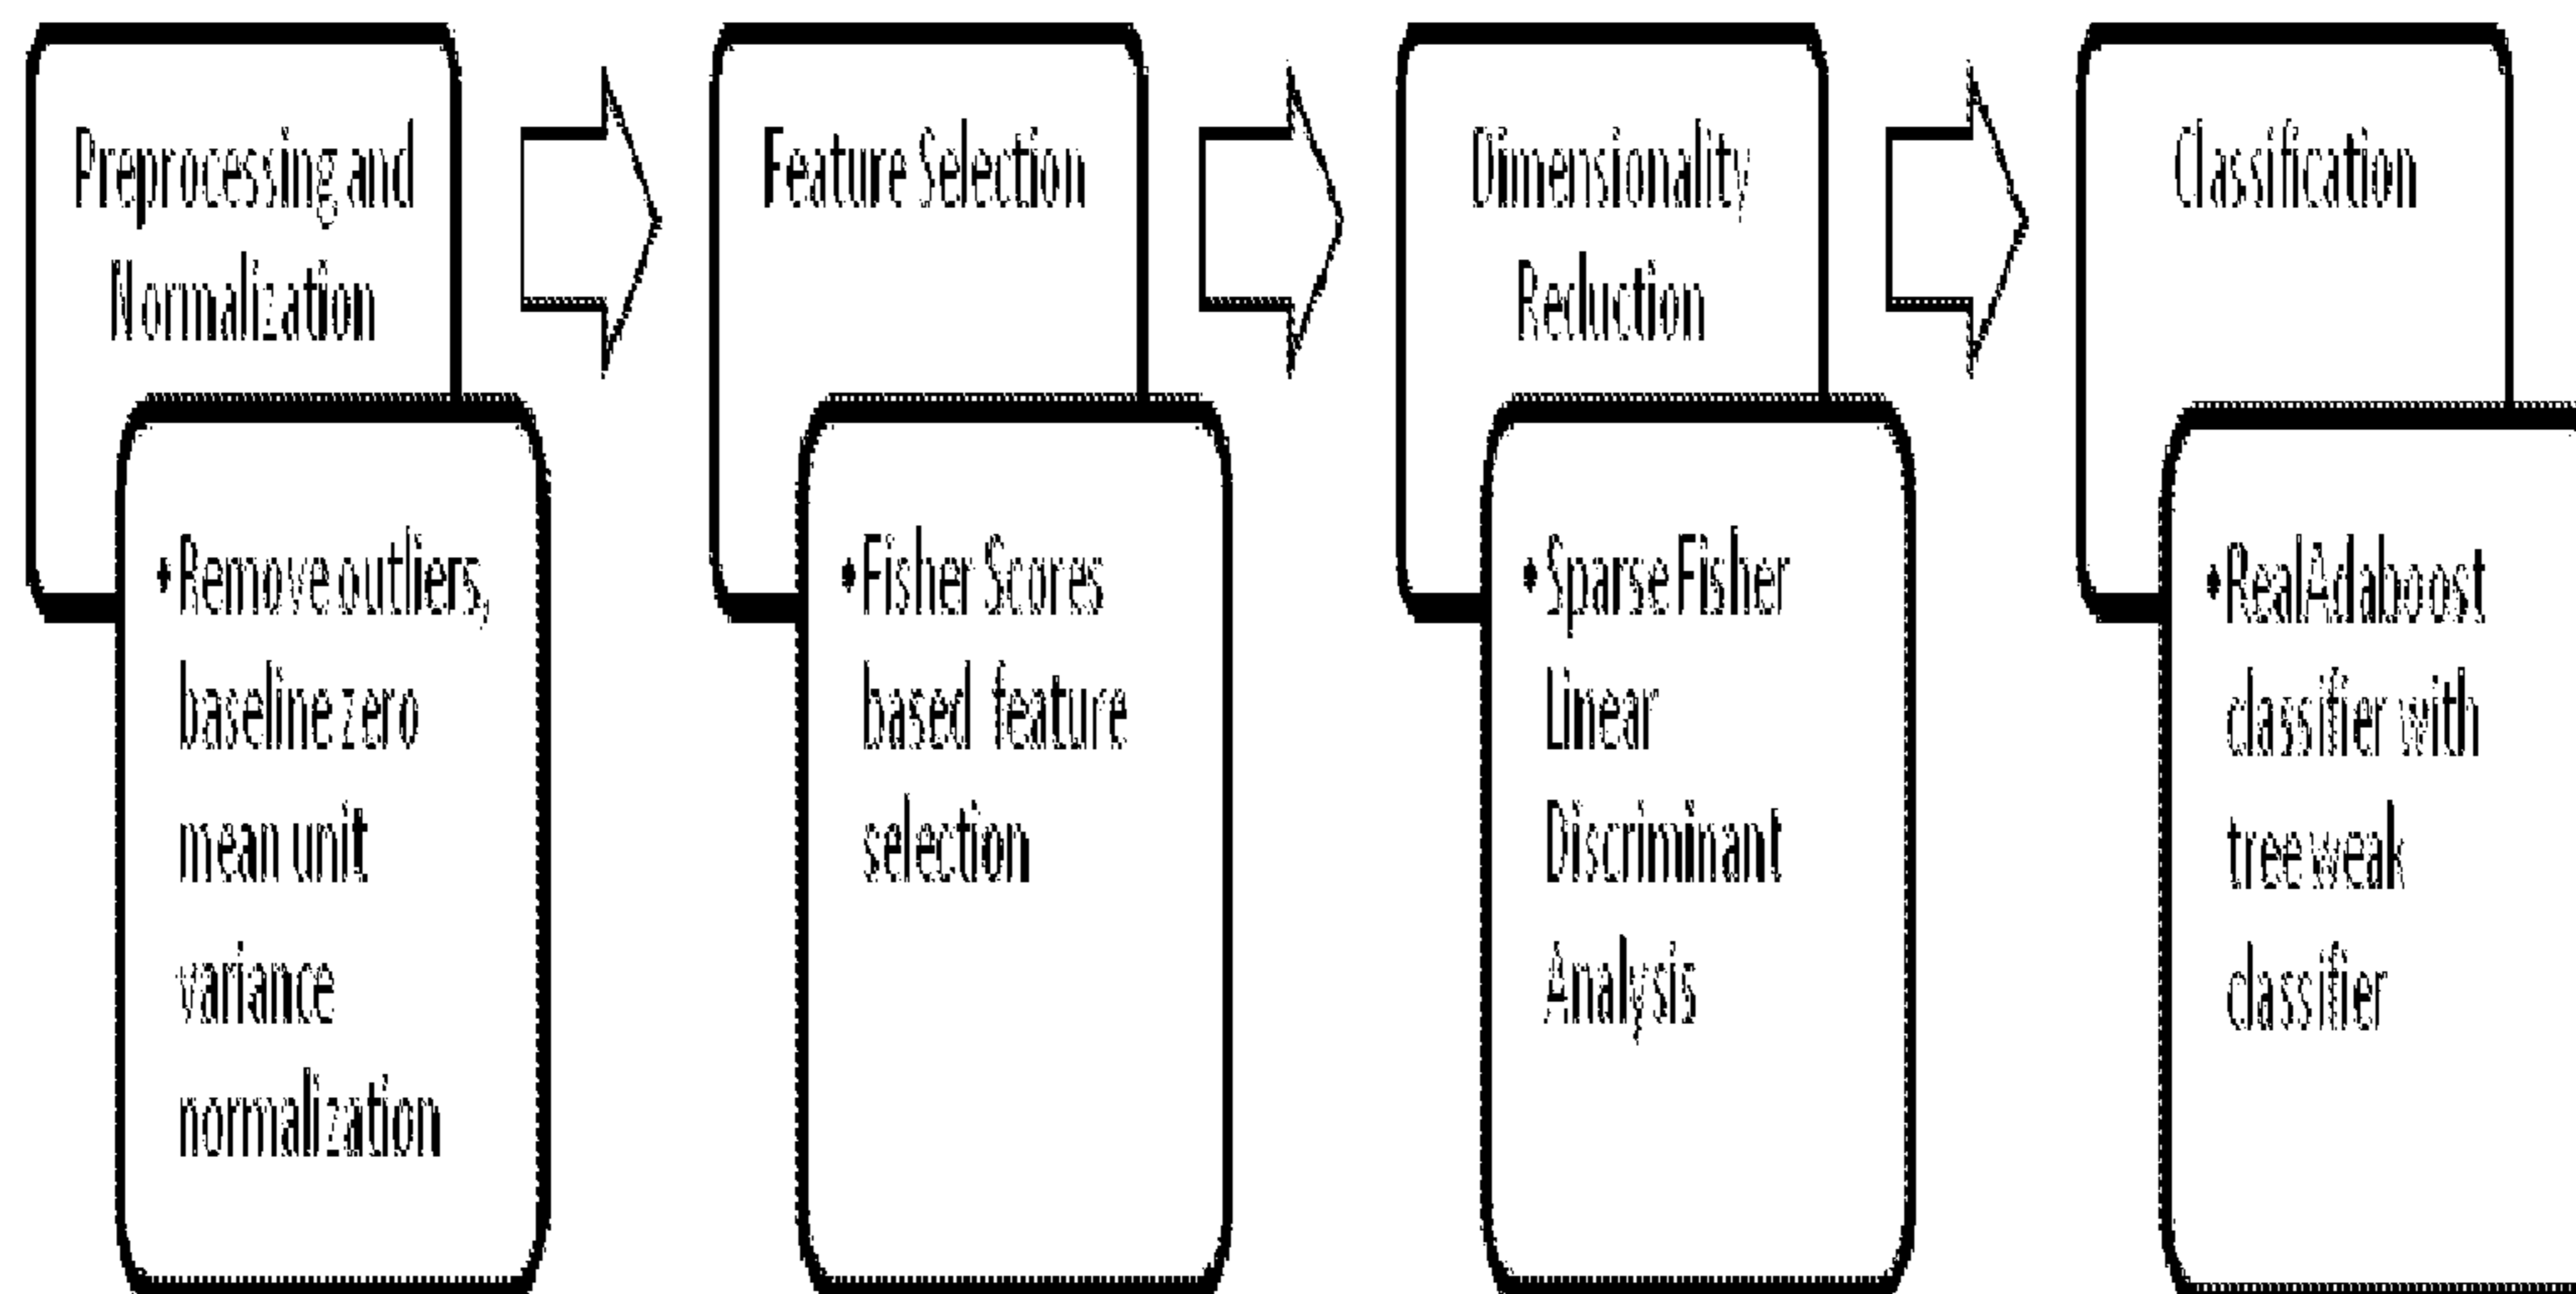 Preprocessing and
Normalization
•Remove outliers,
baseline zero
mean unit
variance
normalization
Feature Selection
•Fisher Scores
based feature
selection
Dimensionality
Reduction
•Sparse Fisher
Linear
Discriminant
Analysis
Classification
•RealAdaboost
classifier with
tree weak
classifier